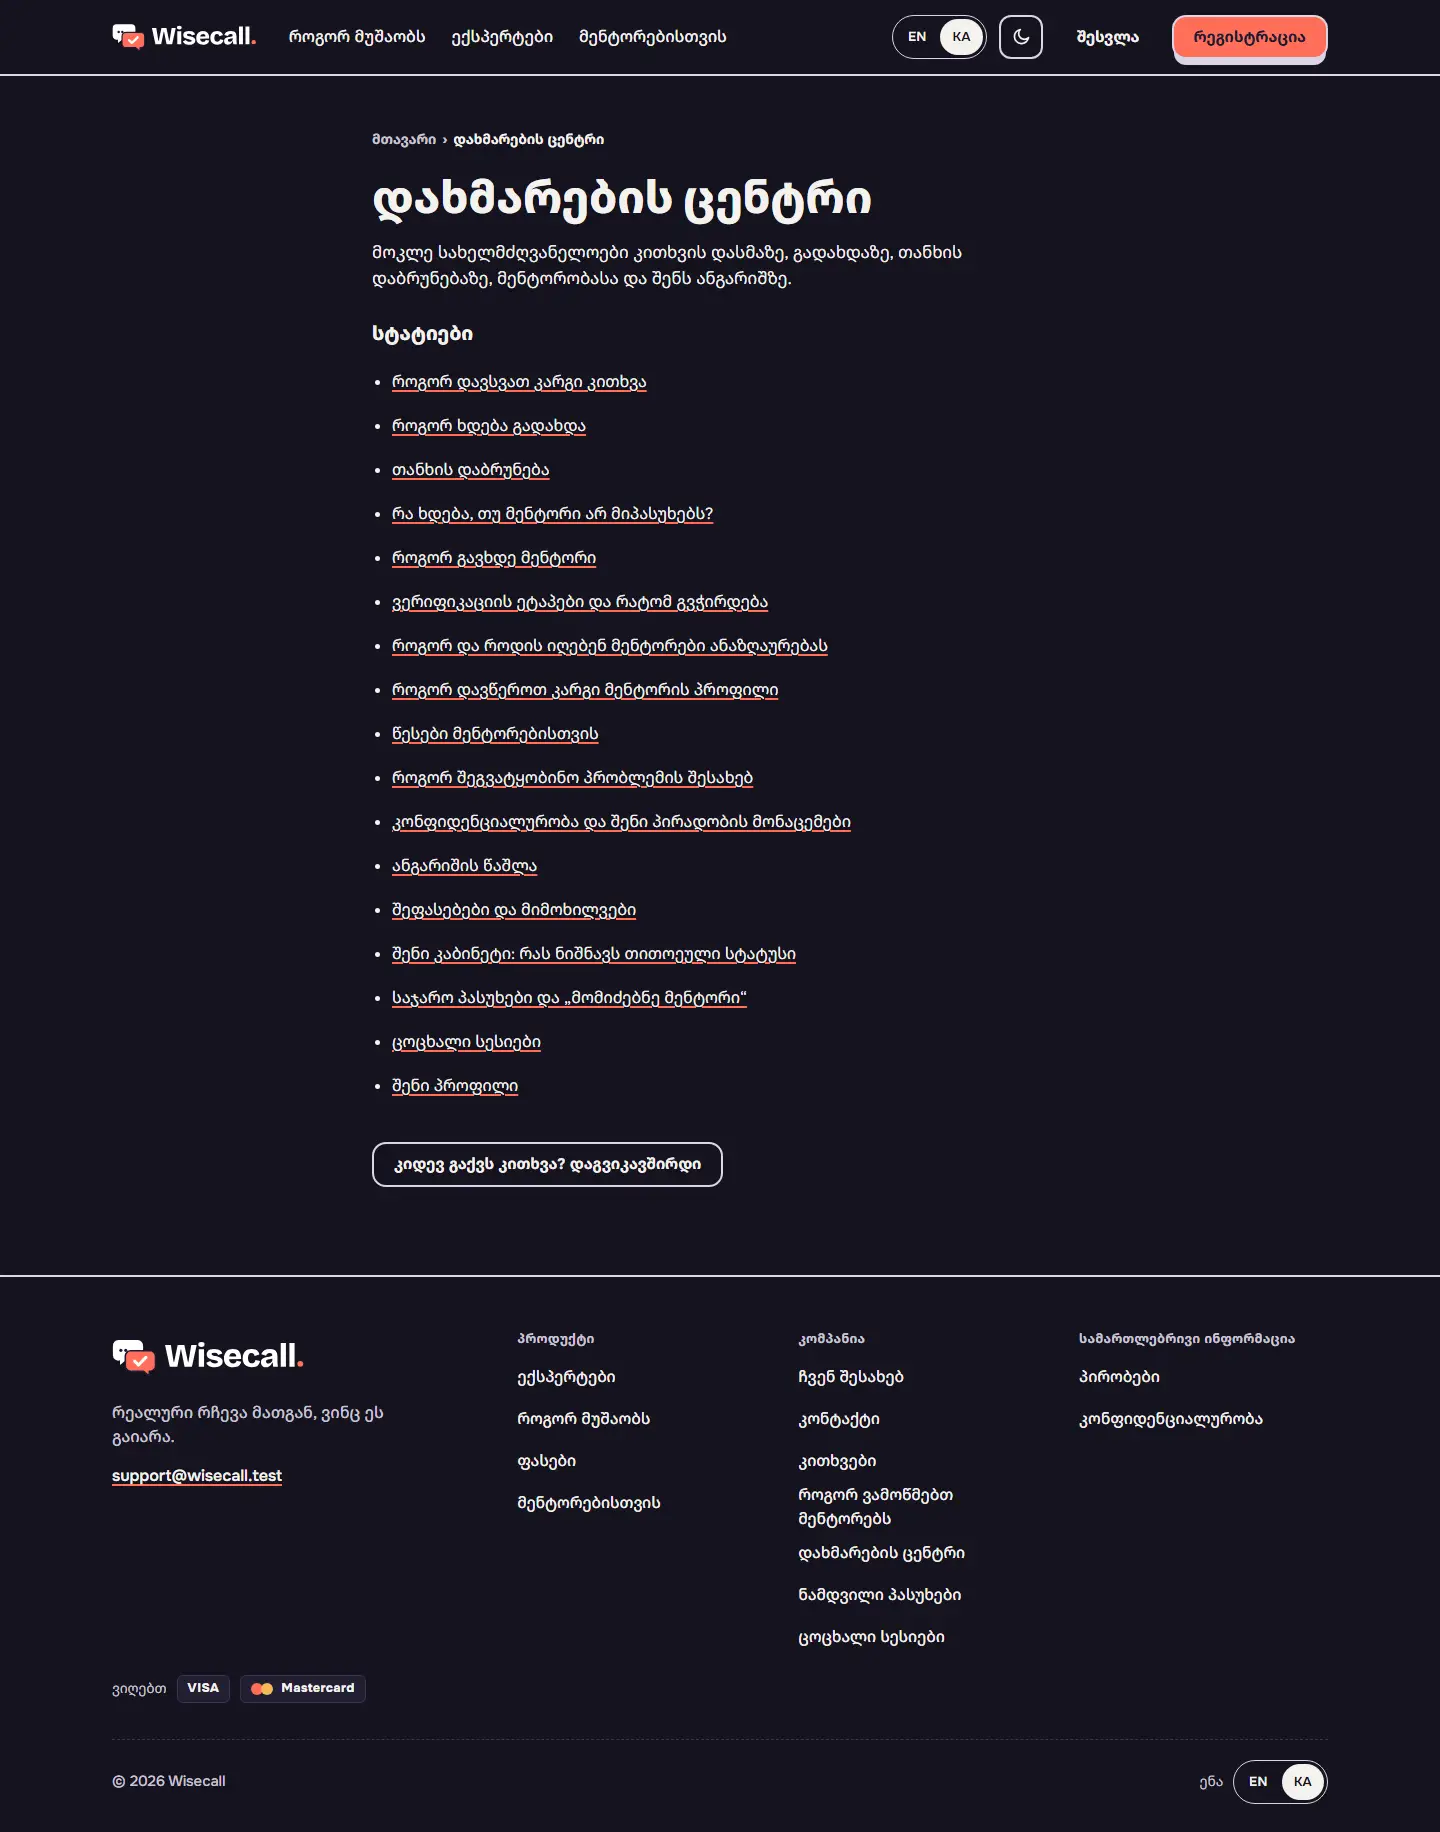 Wisecall.
როგორ მუშაობს
ექსპერტები
მენტორებისთვის
EN
KA
შესვლა
რეგისტრაცია
მთავარი › დახმარების ცენტრი
დახმარების ცენტრი
მოკლე სახელმძღვანელოები კითხვის დასმაზე, გადახდაზე, თანხის
დაბრუნებაზე, მენტორობასა და შენს ანგარიშზე.
სტატიები
• როგორ დავსვათ კარგი კითხვა
• როგორ ხდება გადახდა
• თანხის დაბრუნება
• რა ხდება, თუ მენტორი არ მიპასუხებს?
• როგორ გავხდე მენტორი
• ვერიფიკაციის ეტაპები და რატომ გვჭირდება
• როგორ და როდის იღებენ მენტორები ანაზღაურებას
• როგორ დავწეროთ კარგი მენტორის პროფილი
• წესები მენტორებისთვის
• როგორ შეგვატყობინო პრობლემის შესახებ
• კონფიდენციალურობა და შენი პირადობის მონაცემები
• ანგარიშის წაშლა
• შეფასებები და მიმოხილვები
• შენი კაბინეტი: რას ნიშნავს თითოეული სტატუსი
• საჯარო პასუხები და „მომიძებნე მენტორი“
• ცოცხალი სესიები
• შენი პროფილი
კიდევ გაქვს კითხვა? დაგვიკავშირდი
Wisecall.
რეალური რჩევა მათგან, ვინც ეს
გაიარა.
support@wisecall.test
პროდუქტი
ექსპერტები
როგორ მუშაობს
ფასები
მენტორებისთვის
კომპანია
ჩვენ შესახებ
კონტაქტი
კითხვები
როგორ ვამოწმებთ
მენტორებს
დახმარების ცენტრი
ნამდვილი პასუხები
ცოცხალი სესიები
სამართლებრივი ინფორმაცია
პირობები
კონფიდენციალურობა
ვიღებთ
VISA
Mastercard
© 2026 Wisecall
ენა
EN
KA